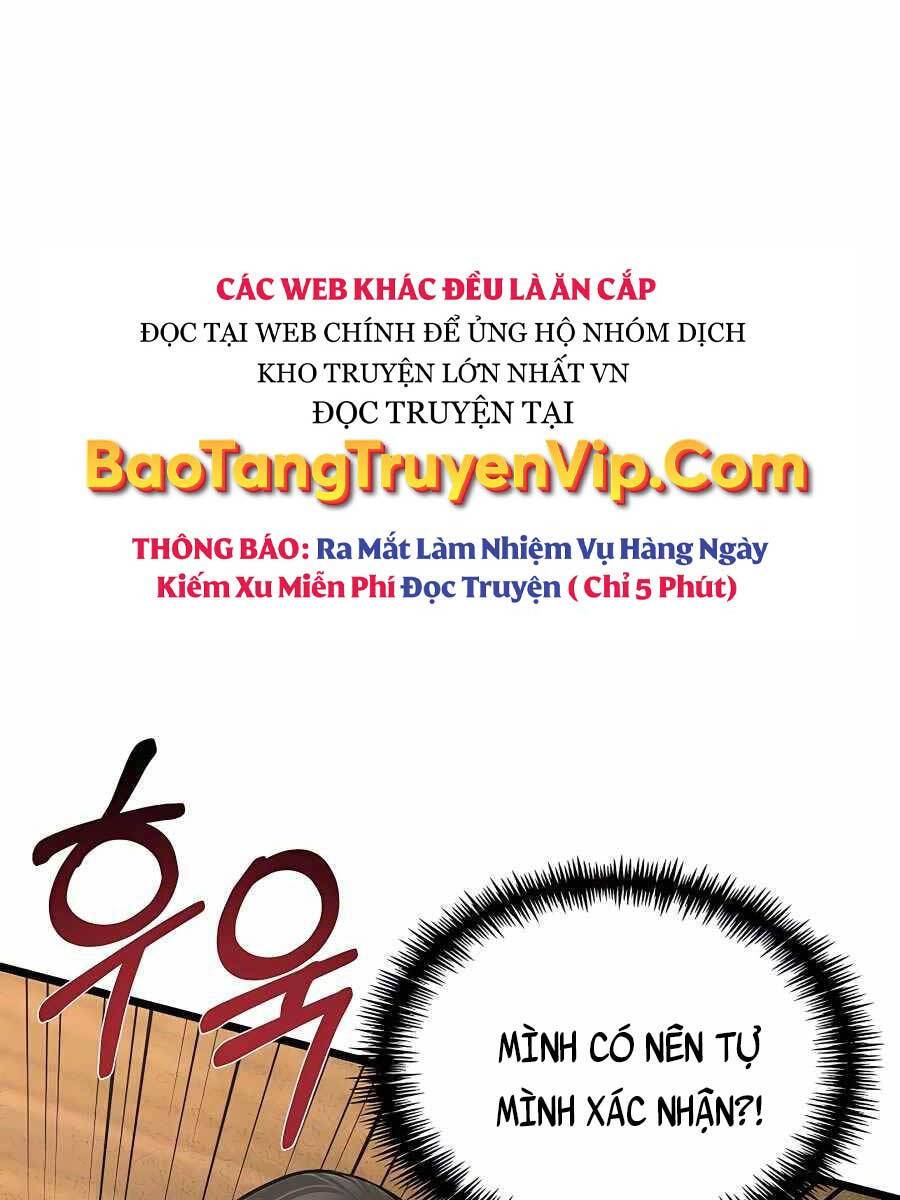 CÁC WEB KHÁC ĐỀU LÀ ĂN CẮP
ĐỌC TẠI WEB CHÍNH ĐỂ ỦNG HỘ NHÓM DỊCH
KHO TRUYỆN LỚN NHẤT VN
ĐỌC TRUYỆN TẠI
BaoTangTruyenVip.Com
THÔNG BÁO: Ra Mắt Làm Nhiệm Vụ Hàng Ngày
Kiếm Xu Miễn Phí Đọc Truyện ( Chỉ 5 Phút)
후욱
MÌNH CÓ NÊN TỰ
MÌNH XÁC NHẬN?!